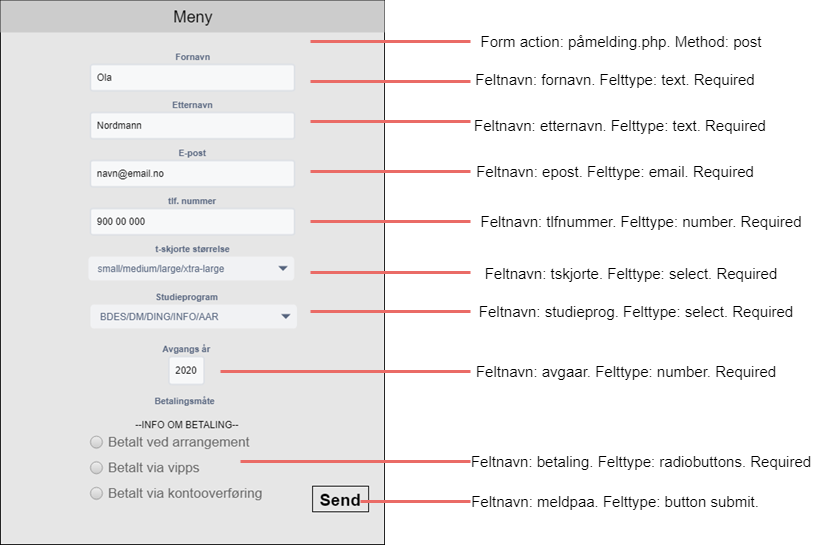 Meny
Form action: påmelding.php. Method: post
Fornavn
Ola
Feltnavn: fornavn. Felttype: text. Required
Etternavn
Nordmann
Feltnavn: etternavn. Felttype: text. Required
E-post
navn@email.no
Feltnavn: epost. Felttype: email. Required
tlf. nummer
900 00 000
Feltnavn: tlfnummer. Felttype: number. Required
t-skjorte størrelse
small/medium/large/xtra-large
Feltnavn: tskjorte. Felttype: select. Required
Studieprogram
BDES/DM/DING/INFO/AAR
Feltnavn: studieprog. Felttype: select. Required
Avgangs år
2020
Feltnavn: avgaar. Felttype: number. Required
Betalingsmåte
--INFO OM BETALING--
Betalt ved arrangement
Betalt via vipps
Feltnavn: betaling. Felttype: radiobuttons. Required
Betalt via kontooverføring
Send
Feltnavn: meldpaa. Felttype: button submit.